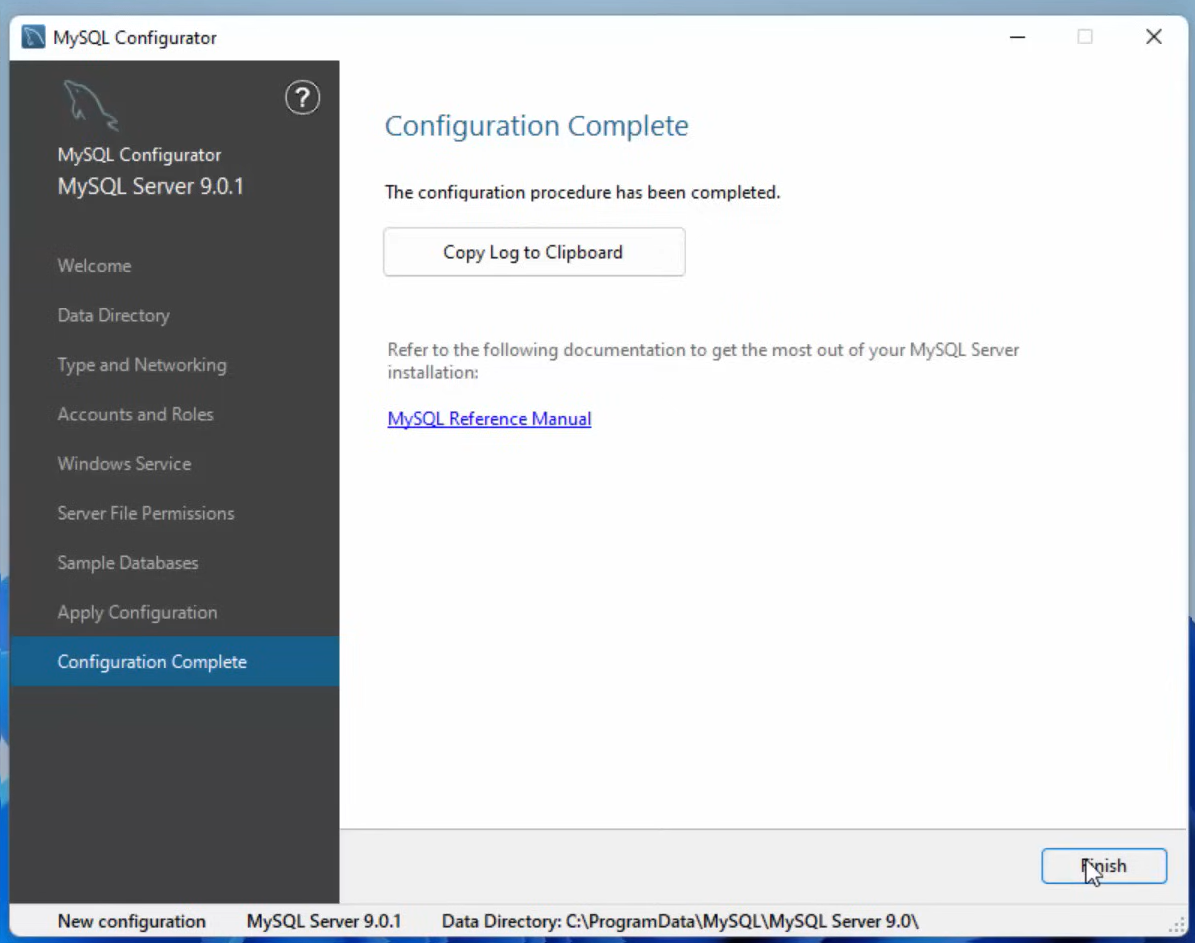 MySQL Configurator
?
MySQL Configurator
MySQL Server 9.0.1
Welcome
Data Directory
Type and Networking
Accounts and Roles
Windows Service
Server File Permissions
Sample Databases
Apply Configuration
Configuration Complete
Configuration Complete
The configuration procedure has been completed.
Copy Log to Clipboard
Refer to the following documentation to get the most out of your MySQL Server
installation:
MySQL Reference Manual
Finish
New configuration MySQL Server 9.0.1 Data Directory: C:\ProgramData\MySQL\MySQL Server 9.0\